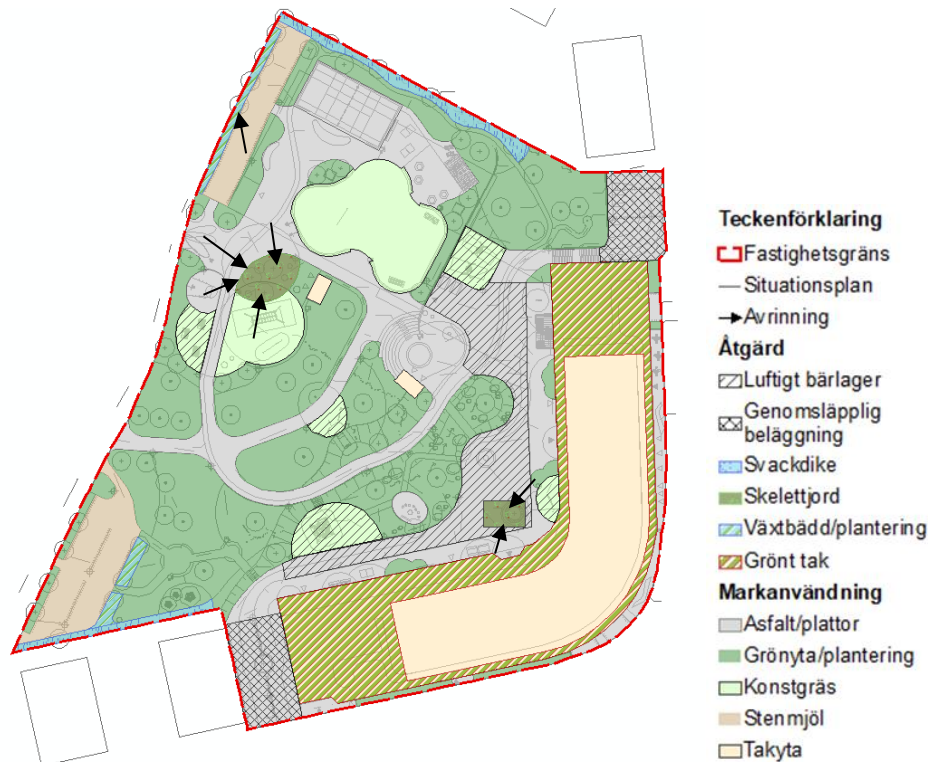 Teckenförklaring
Fastighetsgräns
Situationsplan
Avrinning
Åtgärd
Luftigt bärlager
Genomsläpplig
beläggning
Svackdike
Skelettjord
Växtbädd/plantering
Grönt tak
Markanvändning
Asfalt/plattor
Grönyta/plantering
Konstgräs
Stenmjöl
Takyta